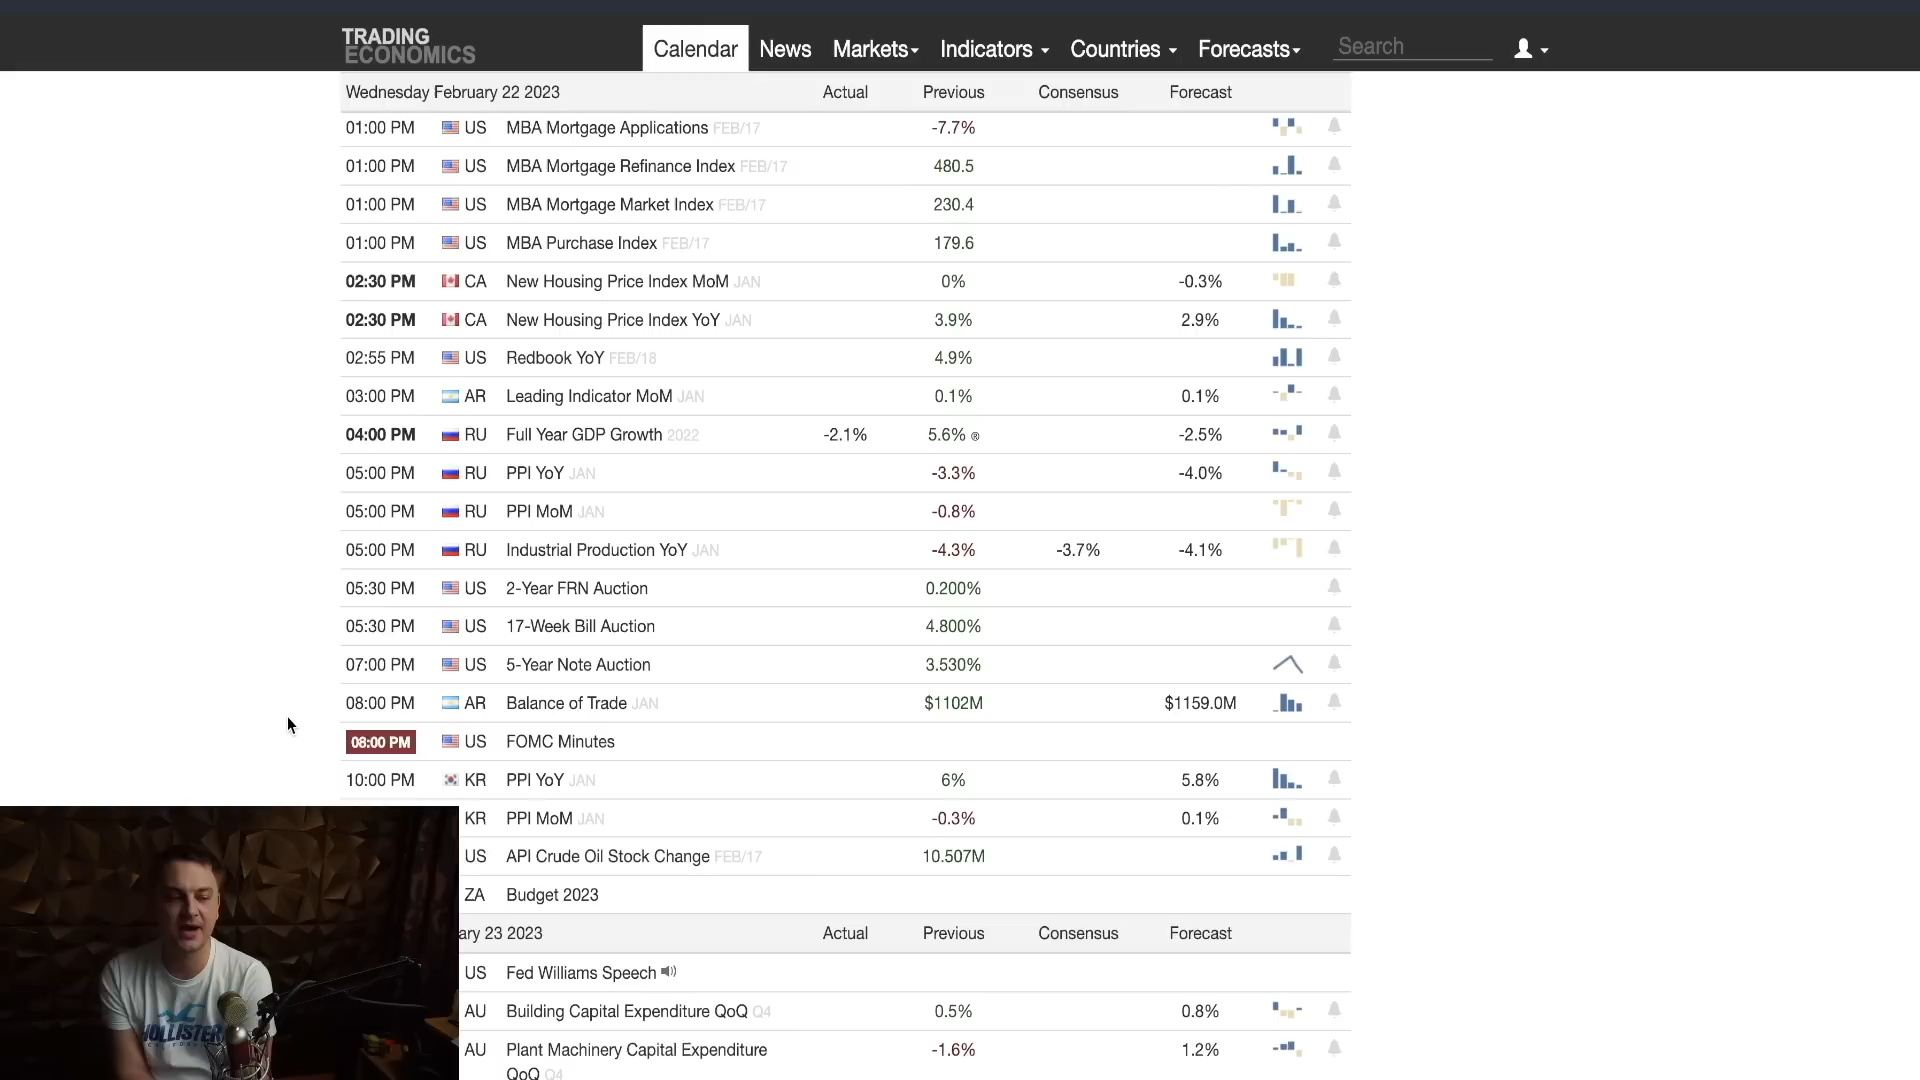 TRADING
ECONOMICS
Calendar News Markets Indicators Countries Forecasts Search
Wednesday February 22 2023 Actual Previous Consensus Forecast
01:00 PM US MBA Mortgage Applications FEB/17 -7.7%
01:00 PM US MBA Mortgage Refinance Index FEB/17 480.5
01:00 PM US MBA Mortgage Market Index FEB/17 230.4
01:00 PM US MBA Purchase Index FEB/17 179.6
02:30 PM CA New Housing Price Index MoM JAN 0% -0.3%
02:30 PM CA New Housing Price Index YoY JAN 3.9% 2.9%
02:55 PM US Redbook YoY FEB/18 4.9%
03:00 PM AR Leading Indicator MoM JAN 0.1% 0.1%
04:00 PM RU Full Year GDP Growth 2022 -2.1% 5.6% ® -2.5%
05:00 PM RU PPI YoY JAN -3.3% -4.0%
05:00 PM RU PPI MoM JAN -0.8%
05:00 PM RU Industrial Production YoY JAN -4.3% -3.7% -4.1%
05:30 PM US 2-Year FRN Auction 0.200%
05:30 PM US 17-Week Bill Auction 4.800%
07:00 PM US 5-Year Note Auction 3.530%
08:00 PM AR Balance of Trade JAN $1102M $1159.0M
08:00 PM US FOMC Minutes
10:00 PM KR PPI YoY JAN 6% 5.8%
KR PPI MoM JAN -0.3% 0.1%
US API Crude Oil Stock Change FEB/17 10.507M
ZA Budget 2023
ary 23 2023 Actual Previous Consensus Forecast
US Fed Williams Speech
AU Building Capital Expenditure QoQ Q4 0.5% 0.8%
AU Plant Machinery Capital Expenditure -1.6% 1.2%
QoQ Q4
HOLLISTER
CALIFORNIA